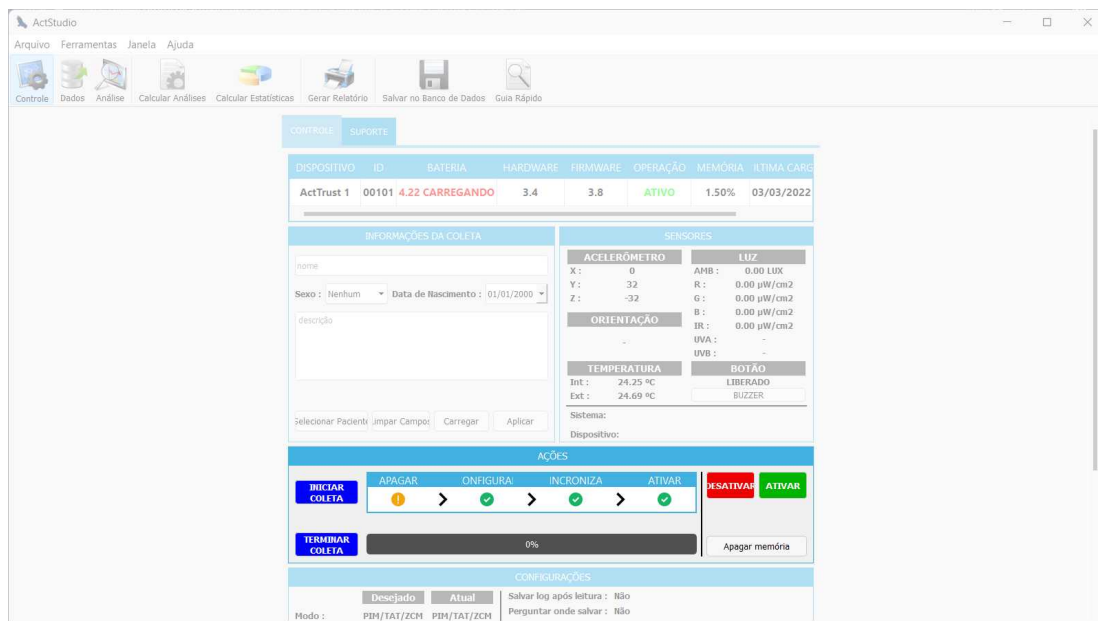 ActStudio
Arquivo Ferramentas Janela Ajuda
Controle Dados Análise Calcular Análises Calcular Estatísticas Gerar Relatório Salvar no Banco de Dados Guia Rápido
CONTROLE SUPORTE
DISPOSITIVO ID BATERIA HARDWARE FIRMWARE OPERAÇÃO MEMÓRIA ILTIMA CARG
ActTrust 1 00101 4.22 CARREGANDO 3.4 3.8 ATIVO 1.50% 03/03/2022
INFORMAÇÕES DA COLETA
nome
Sexo : Nenhum Data de Nascimento : 01/01/2000
descrição
Selecionar Paciente impar Campos Carregar Aplicar
SENSORES
ACELERÔMETRO
X : 0
Y : 32
Z : -32
ORIENTAÇÃO
-
TEMPERATURA
Int : 24.25 ºC
Ext : 24.69 ºC
LUZ
AMB : 0.00 LUX
R : 0.00 µW/cm2
G : 0.00 µW/cm2
B : 0.00 µW/cm2
IR : 0.00 µW/cm2
UVA : -
UVB : -
BOTÃO
LIBERADO
BUZZER
Sistema:
Dispositivo:
AÇÕES
INICIAR
COLETA
APAGAR ONFIGURAI INCRONIZA ATIVAR
DESATIVAR ATIVAR
TERMINAR
COLETA
0%
Apagar memória
CONFIGURAÇÕES
Desejado Atual
Modo : PIM/TAT/ZCM PIM/TAT/ZCM
Salvar log após leitura : Não
Perguntar onde salvar : Não